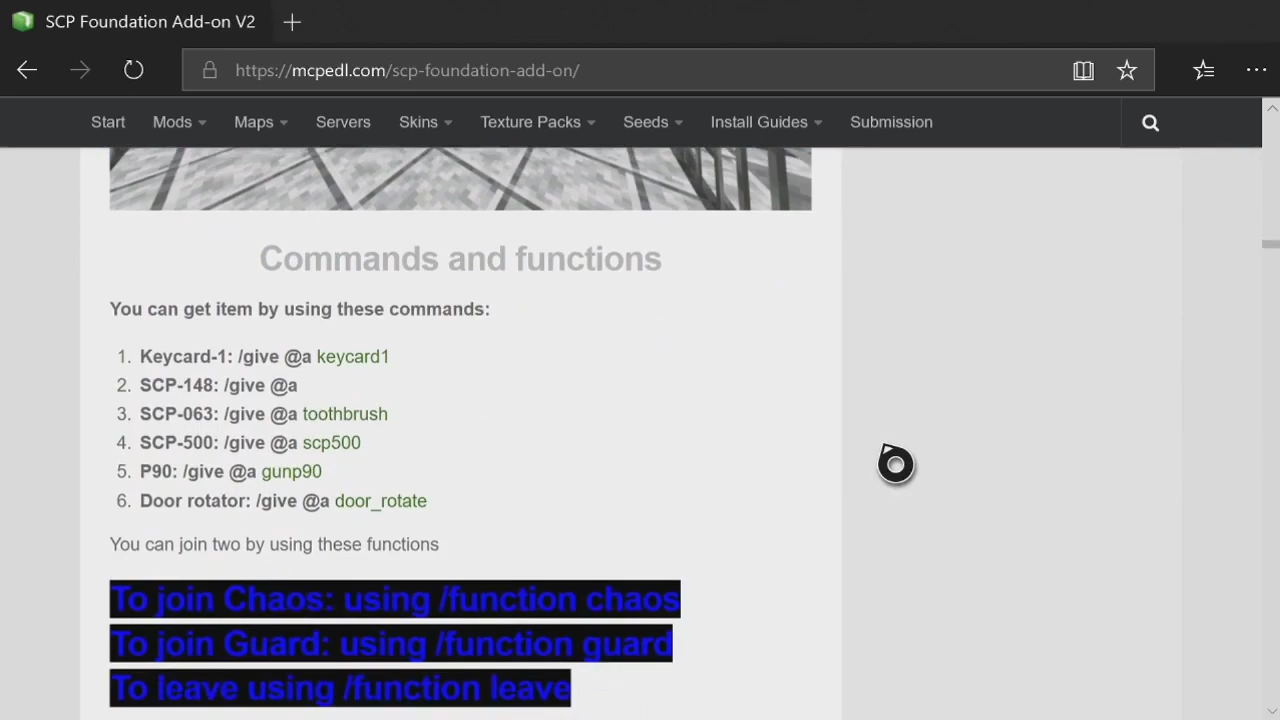 SCP Foundation Add-on V2
https://mcpedl.com/scp-foundation-add-on/
Start Mods Maps Servers Skins Texture Packs Seeds Install Guides Submission
Commands and functions
You can get item by using these commands:
1. Keycard-1: /give @a keycard1
2. SCP-148: /give @a
3. SCP-063: /give @a toothbrush
4. SCP-500: /give @a scp500
5. P90: /give @a gunp90
6. Door rotator: /give @a door_rotate
You can join two by using these functions
To join Chaos: using /function chaos
To join Guard: using /function guard
To leave using /function leave